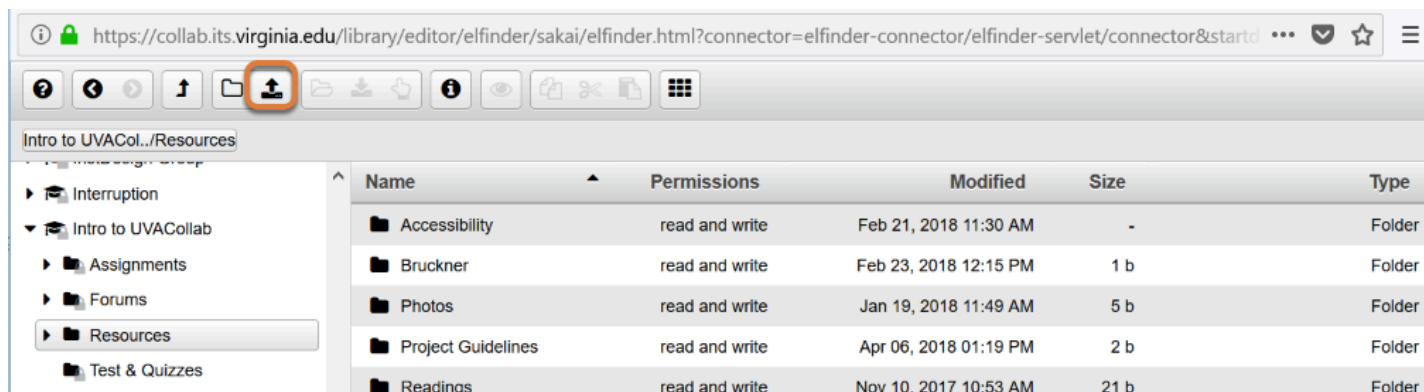 https://collab.its.virginia.edu/library/editor/elfinder/sakai/elfinder.html?connector=elfinder-connector/elfinder-servlet/connector&startd
Intro to UVACol../Resources
Interruption
Intro to UVACollab
Assignments
Forums
Resources
Test & Quizzes
Name Permissions Modified Size Type
Accessibility read and write Feb 21, 2018 11:30 AM - Folder
Bruckner read and write Feb 23, 2018 12:15 PM 1 b Folder
Photos read and write Jan 19, 2018 11:49 AM 5 b Folder
Project Guidelines read and write Apr 06, 2018 01:19 PM 2 b Folder
Readings read and write Nov 10, 2017 10:53 AM 21 b Folder